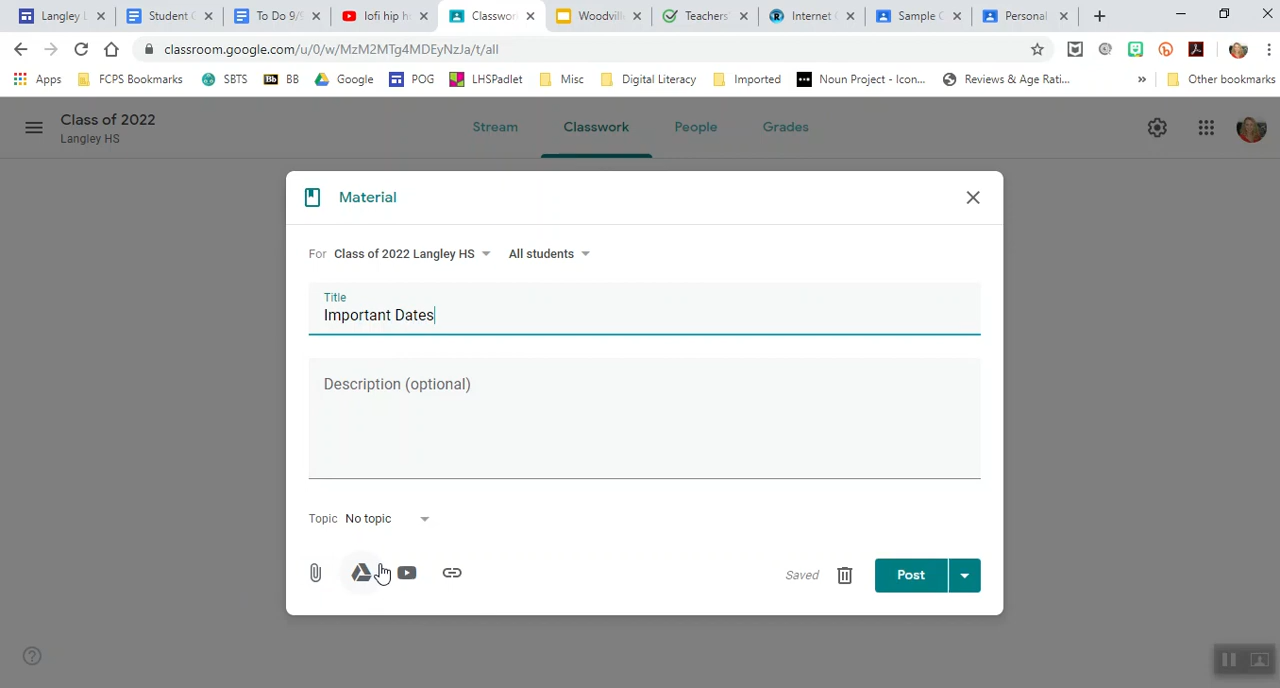 Langley L
Student C
To Do 9/9
lofi hip h
Classwor
Woodvill
Teachers'
Internet C
Sample C
Personal
classroom.google.com/u/0/w/MzM2MTg4MDEyNzJa/t/all
Apps
FCPS Bookmarks
SBTS
Bb BB
Google
POG
LHSPadlet
Misc
Digital Literacy
Imported
Noun Project - Icon...
Reviews & Age Rati...
»
Other bookmarks
Class of 2022
Langley HS
Stream
Classwork
People
Grades
Material
For Class of 2022 Langley HS
All students
Title
Important Dates
Description (optional)
Topic No topic
Saved
Post